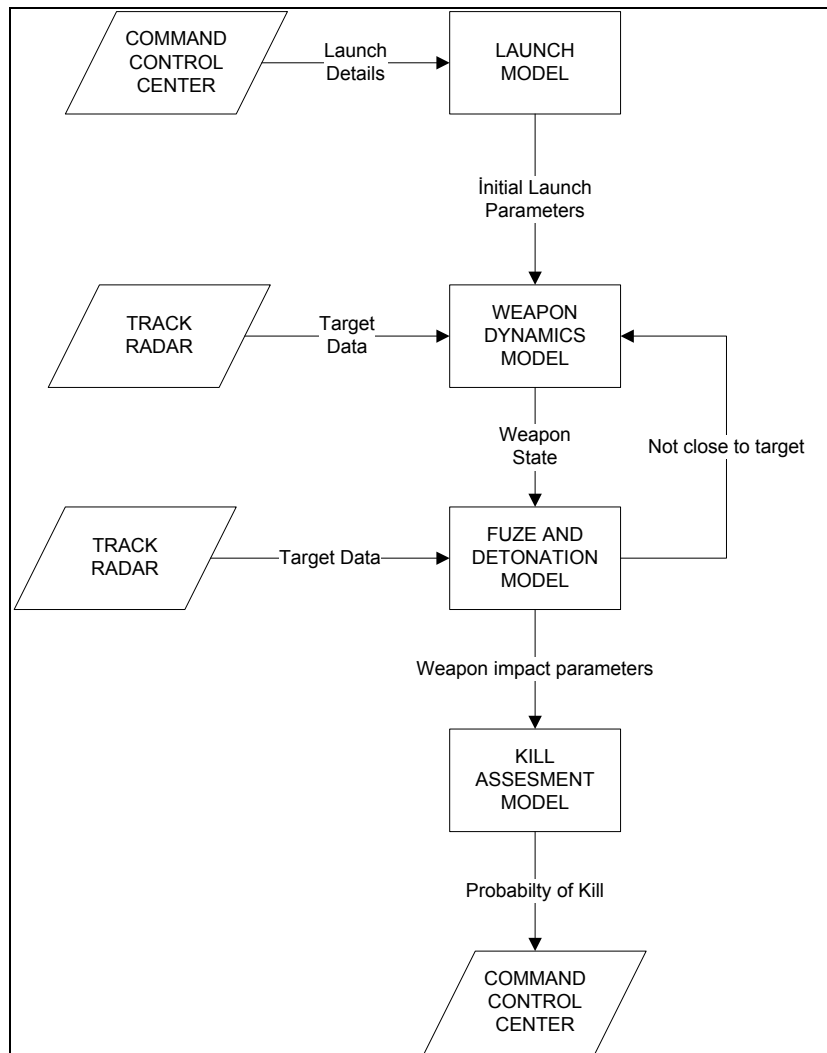 COMMAND
CONTROL
CENTER
Launch
Details
LAUNCH
MODEL
İnitial Launch
Parameters
TRACK
RADAR
Target
Data
WEAPON
DYNAMICS
MODEL
Weapon
State
Not close to target
TRACK
RADAR
Target Data
FUZE AND
DETONATION
MODEL
Weapon impact parameters
KILL
ASSESMENT
MODEL
Probabilty of Kill
COMMAND
CONTROL
CENTER